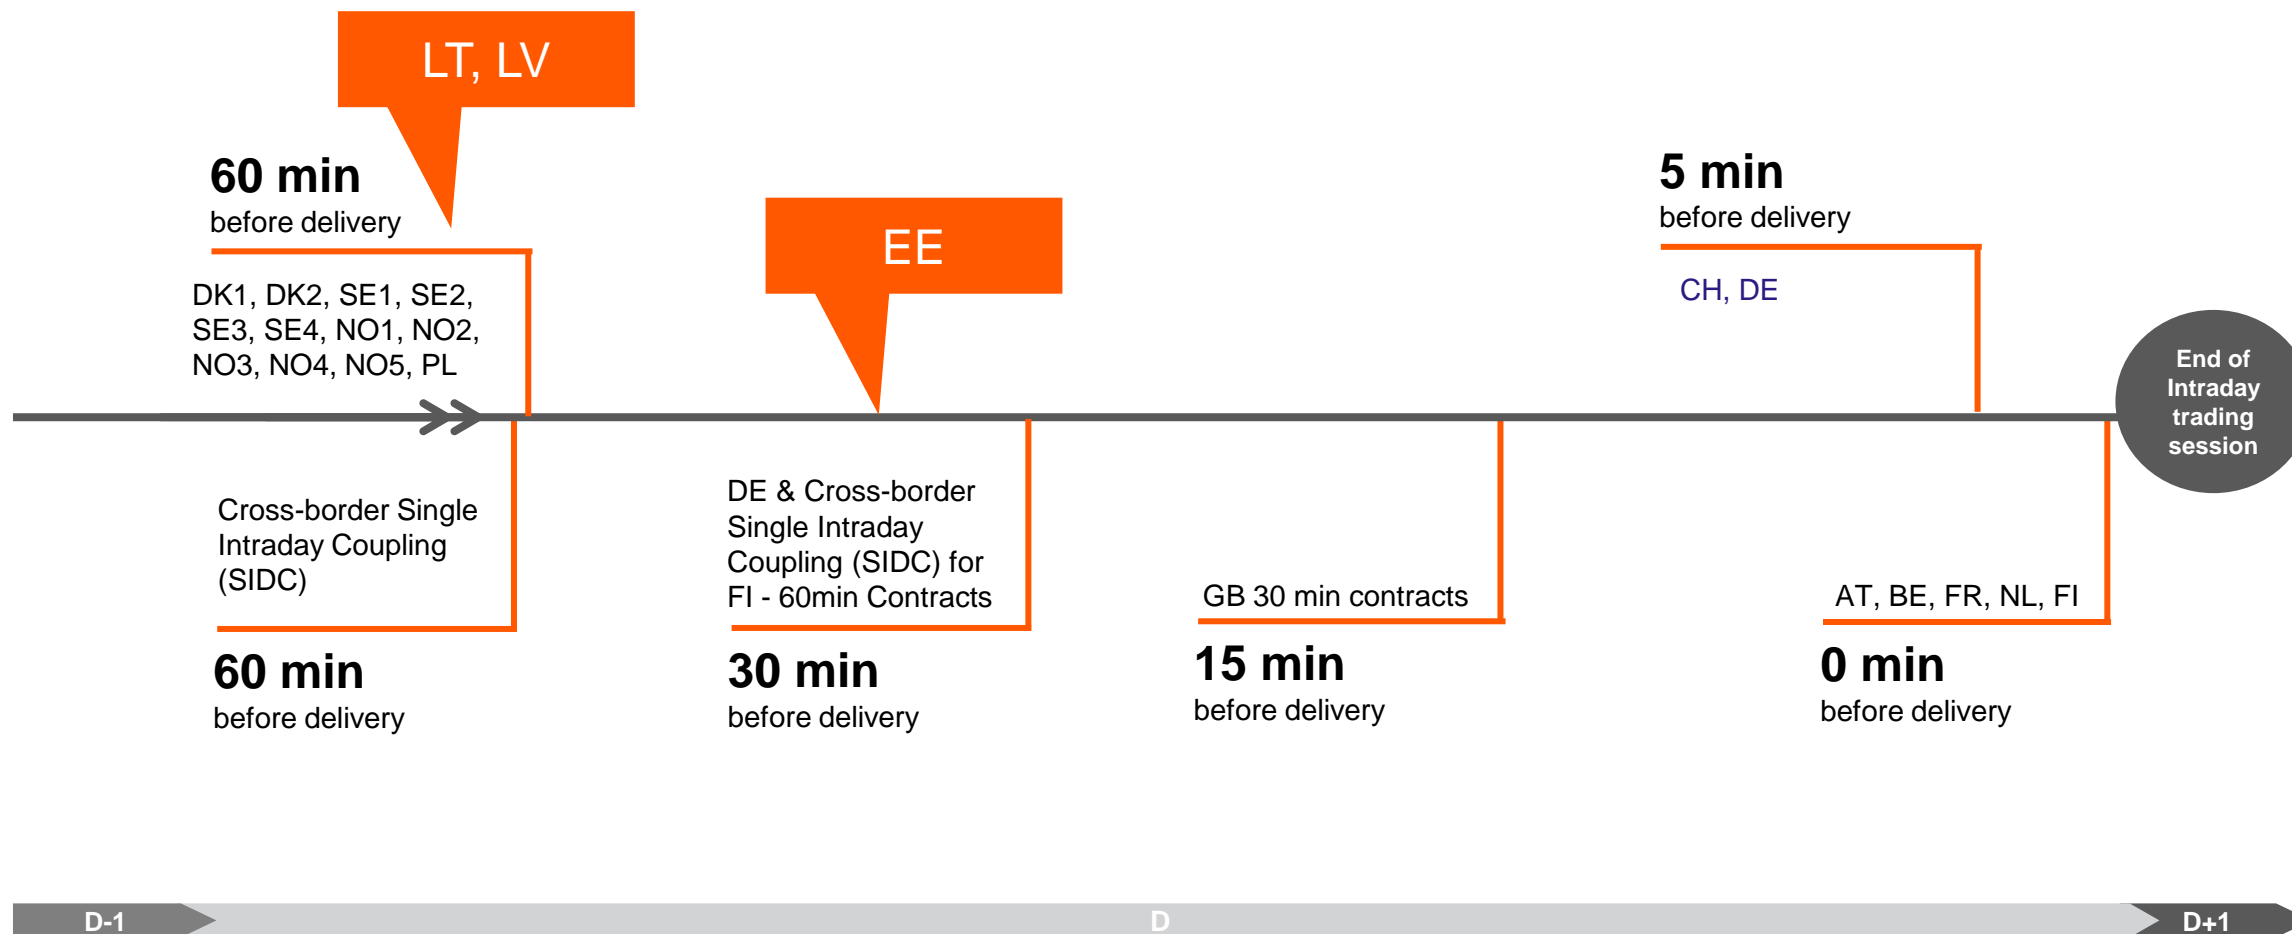 LT, LV
60 min
before delivery
DK1, DK2, SE1, SE2,
SE3, SE4, NO1, NO2,
NO3, NO4, NO5, PL
EE
5 min
before delivery
CH, DE
End of
Intraday
trading
session
Cross-border Single
Intraday Coupling
(SIDC)
60 min
before delivery
DE & Cross-border
Single Intraday
Coupling (SIDC) for
FI - 60min Contracts
30 min
before delivery
GB 30 min contracts
15 min
before delivery
AT, BE, FR, NL, FI
0 min
before delivery
D-1
D
D+1